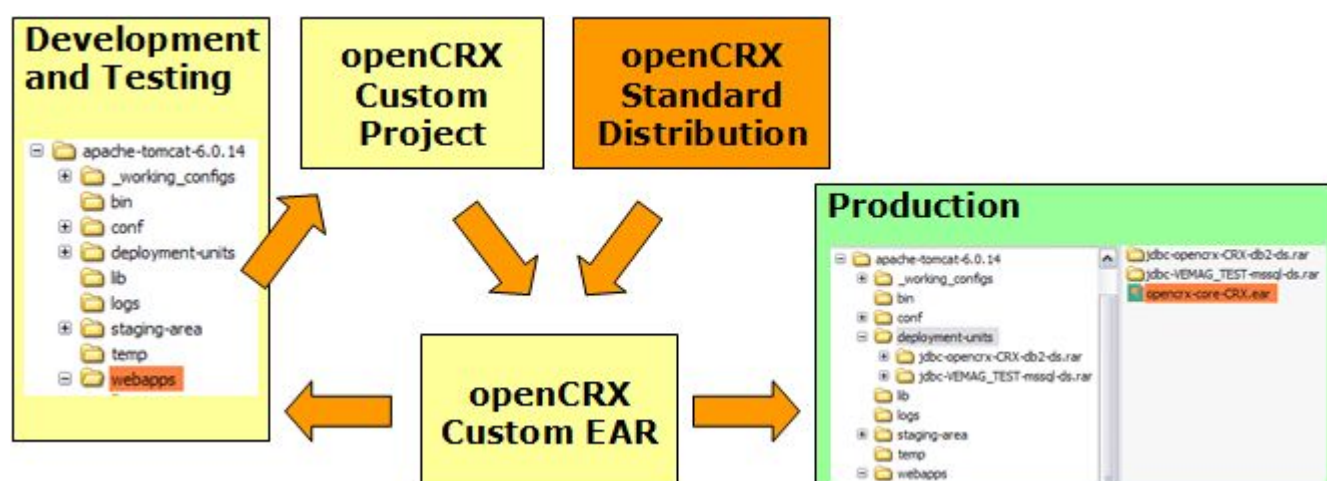 Development
and Testing
apache-tomcat-6.0.14
_working_configs
bin
conf
deployment-units
lib
logs
staging-area
temp
webapps
openCRX
Custom
Project
openCRX
Standard
Distribution
openCRX
Custom EAR
Production
apache-tomcat-6.0.14
_working_configs
bin
conf
deployment-units
jdbc-opencrx-CRX-db2-ds.rar
jdbc-VEMAG_TEST-mssql-ds.rar
lib
logs
staging-area
temp
webapps
jdbc-opencrx-CRX-db2-ds.rar
jdbc-VEMAG_TEST-mssql-ds.rar
opencrx-core-CRX.ear